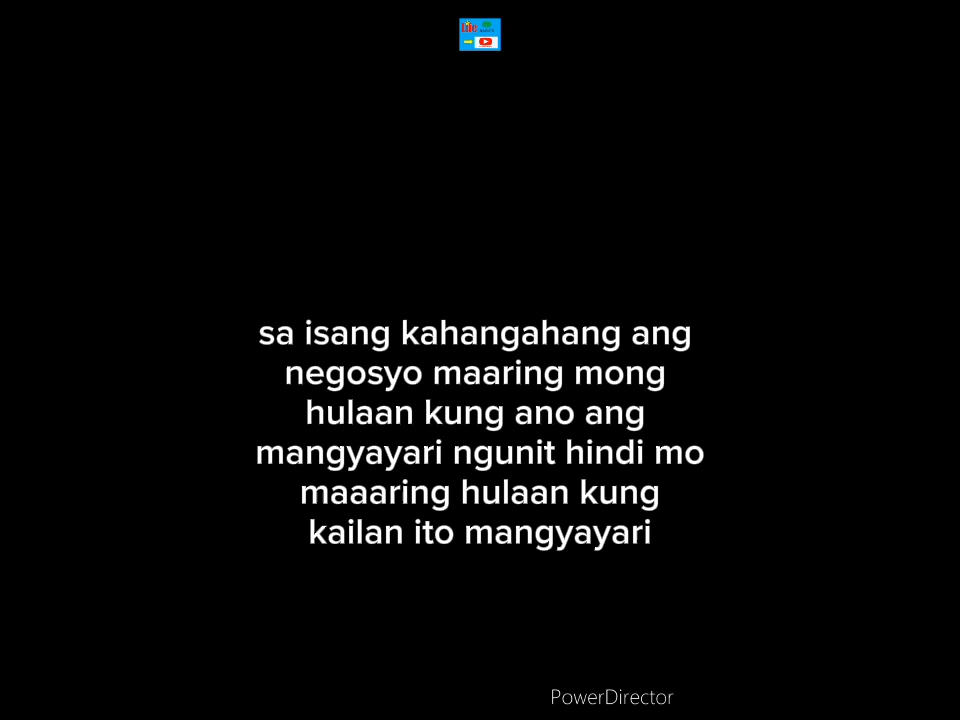 Life
sa isang kahangahang ang
negosyo maaring mong
hulaan kung ano ang
mangyayari ngunit hindi mo
maaaring hulaan kung
kailan ito mangyayari
PowerDirector